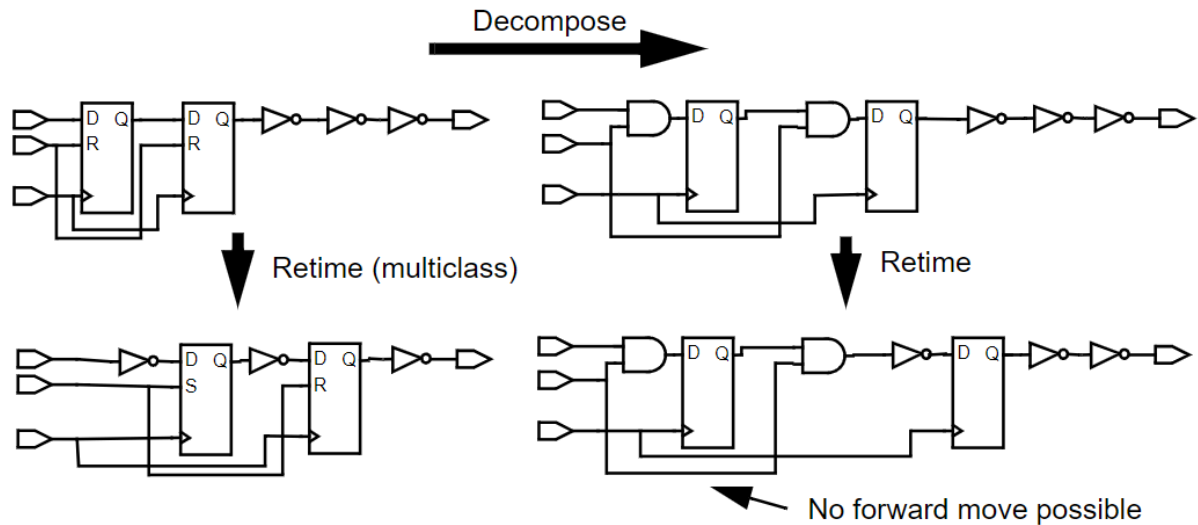 Decompose
D Q D Q
R R
D Q D Q
Retime (multiclass)
Retime
D Q D Q
S R
D Q D Q
No forward move possible